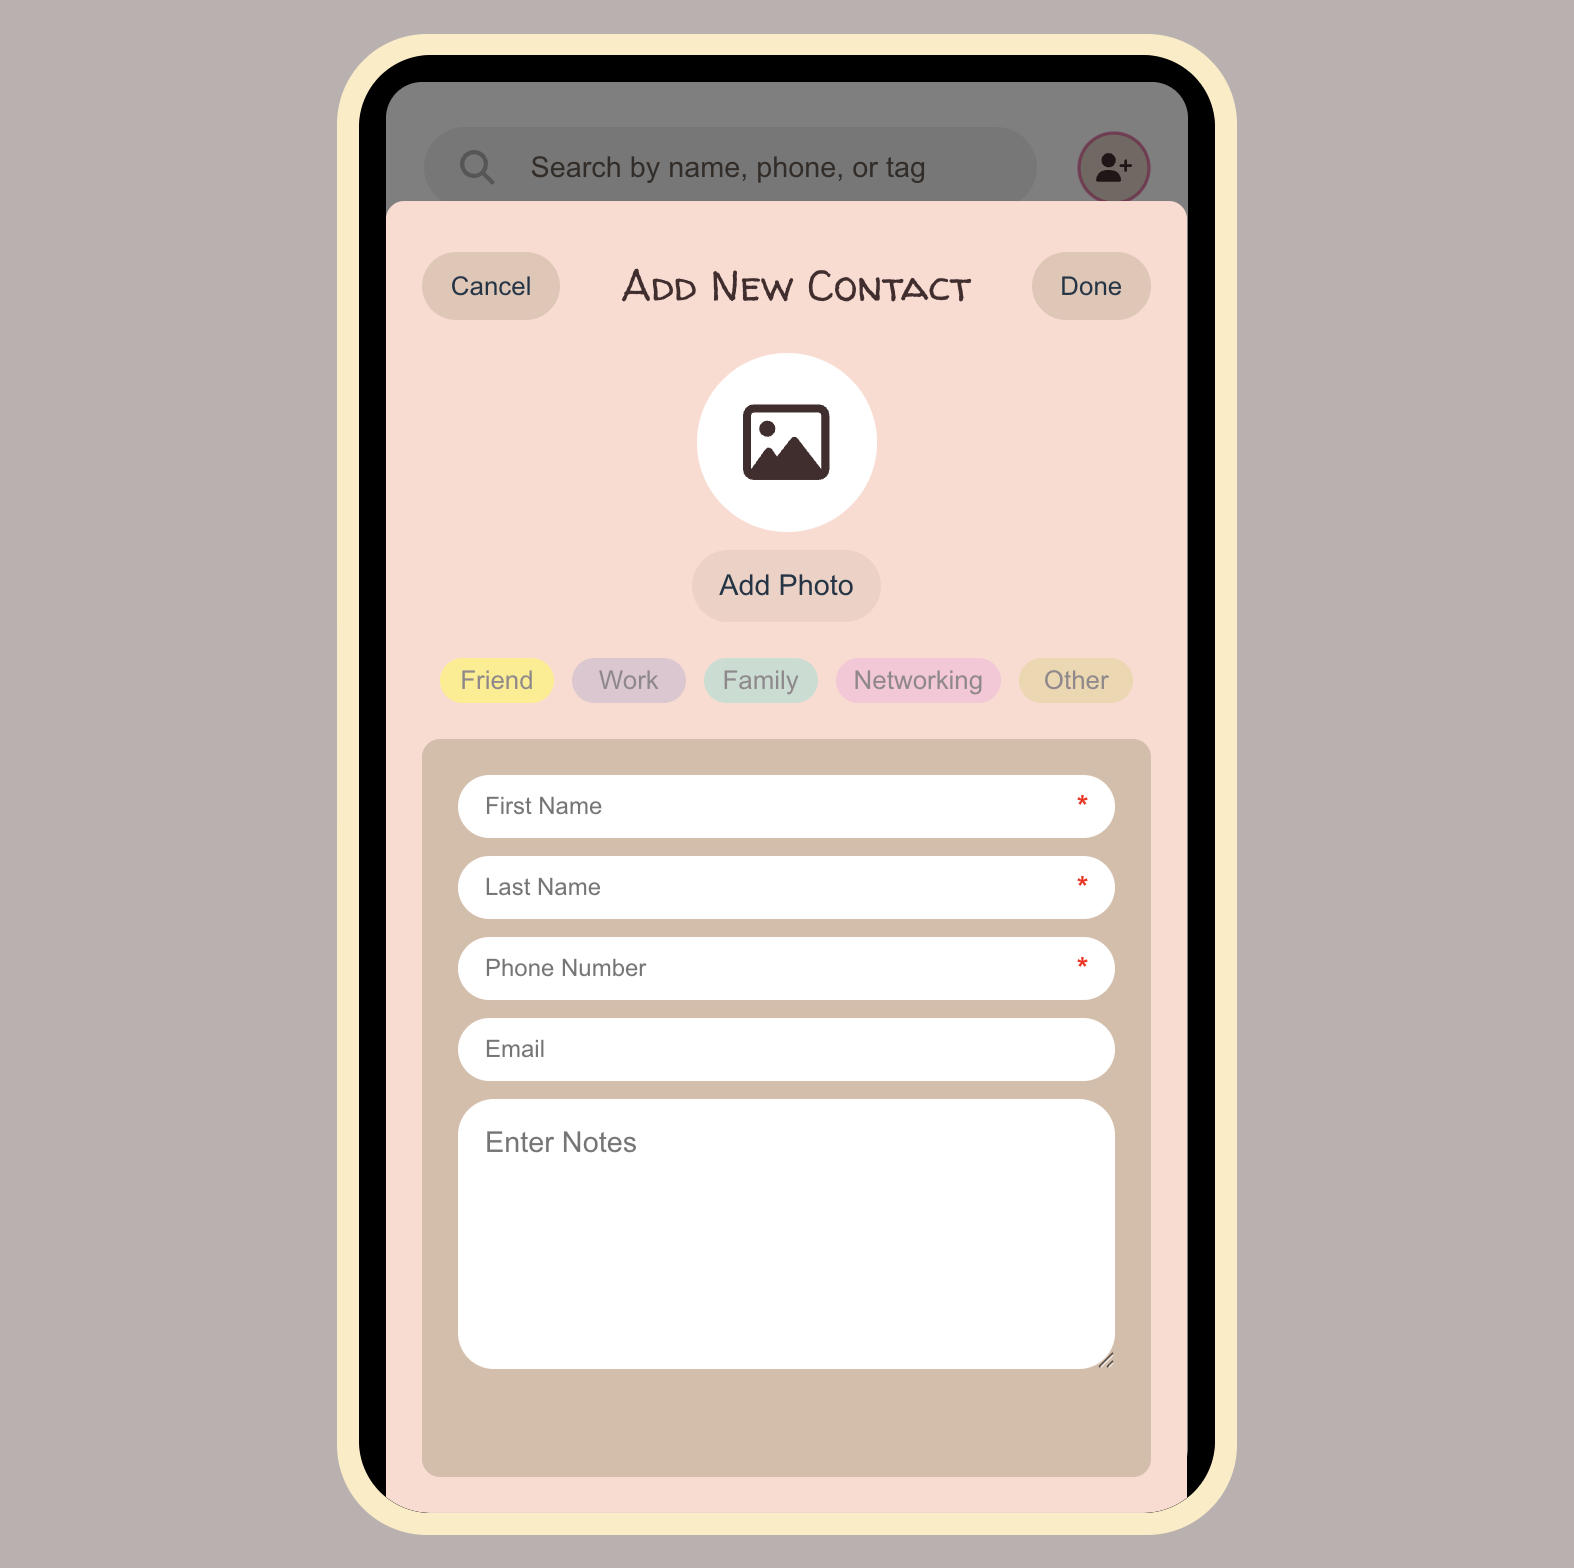 Search by name, phone, or tag
Cancel Add New Contact Done
Add Photo
Friend Work Family Networking Other
First Name *
Last Name *
Phone Number *
Email
Enter Notes